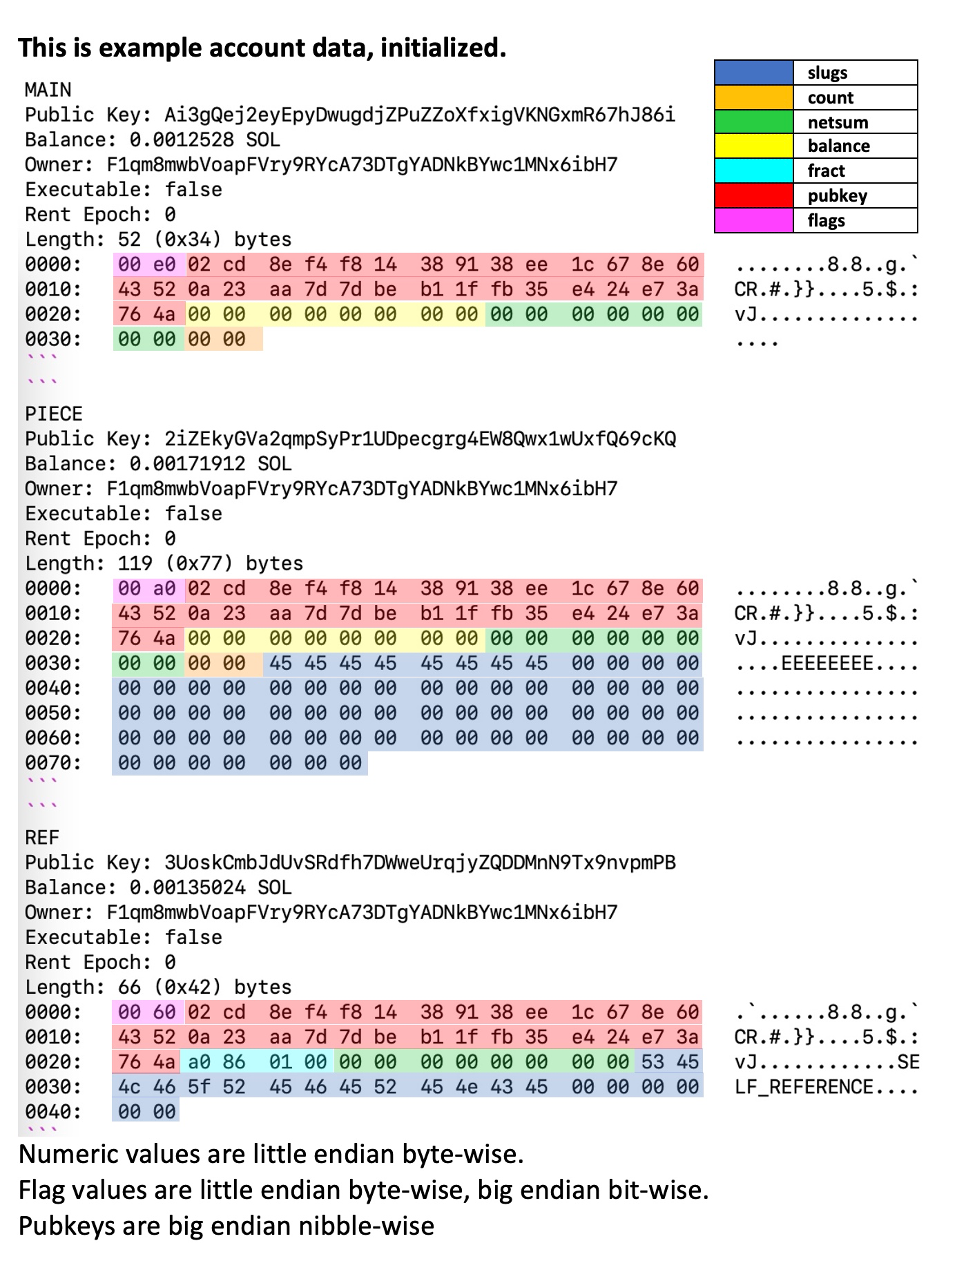 This is example account data, initialized.
slugs
count
netsum
balance
fract
pubkey
flags
MAIN
Public Key: Ai3gQej2eyEpyDwugdjZPuZZoXfxigVKNGxmR67hJ86i
Balance: 0.0012528 SOL
Owner: F1qm8mwbVoapFVry9RYcA73DTgYADNkBYwc1MNx6ibH7
Executable: false
Rent Epoch: 0
Length: 52 (0x34) bytes
0000: 00 e0 02 cd 8e f4 f8 14 38 91 38 ee 1c 67 8e 60 ........8.8..g.`
0010: 43 52 0a 23 aa 7d 7d be b1 1f fb 35 e4 24 e7 3a CR.#.}}....5.$.:
0020: 76 4a 00 00 00 00 00 00 00 00 00 00 00 00 00 00 vJ..............
0030: 00 00 00 00 ....
```
```
PIECE
Public Key: 2iZEkyGVa2qmpSyPr1UDpecgrg4EW8Qwx1wUxfQ69cKQ
Balance: 0.00171912 SOL
Owner: F1qm8mwbVoapFVry9RYcA73DTgYADNkBYwc1MNx6ibH7
Executable: false
Rent Epoch: 0
Length: 119 (0x77) bytes
0000: 00 a0 02 cd 8e f4 f8 14 38 91 38 ee 1c 67 8e 60 ........8.8..g.`
0010: 43 52 0a 23 aa 7d 7d be b1 1f fb 35 e4 24 e7 3a CR.#.}}....5.$.:
0020: 76 4a 00 00 00 00 00 00 00 00 00 00 00 00 00 00 vJ..............
0030: 00 00 00 00 45 45 45 45 45 45 45 45 00 00 00 00 ....EEEEEEEE....
0040: 00 00 00 00 00 00 00 00 00 00 00 00 00 00 00 00 ................
0050: 00 00 00 00 00 00 00 00 00 00 00 00 00 00 00 00 ................
0060: 00 00 00 00 00 00 00 00 00 00 00 00 00 00 00 00 ................
0070: 00 00 00 00 00 00 00
```
```
REF
Public Key: 3UoskCmbJdUvSRdfh7DWweUrqjyZQDDMnN9Tx9nvpmPB
Balance: 0.00135024 SOL
Owner: F1qm8mwbVoapFVry9RYcA73DTgYADNkBYwc1MNx6ibH7
Executable: false
Rent Epoch: 0
Length: 66 (0x42) bytes
0000: 00 60 02 cd 8e f4 f8 14 38 91 38 ee 1c 67 8e 60 .`......8.8..g.`
0010: 43 52 0a 23 aa 7d 7d be b1 1f fb 35 e4 24 e7 3a CR.#.}}....5.$.:
0020: 76 4a a0 86 01 00 00 00 00 00 00 00 00 00 53 45 vJ............SE
0030: 4c 46 5f 52 45 46 45 52 45 4e 43 45 00 00 00 00 LF_REFERENCE....
0040: 00 00
```
Numeric values are little endian byte-wise.
Flag values are little endian byte-wise, big endian bit-wise.
Pubkeys are big endian nibble-wise